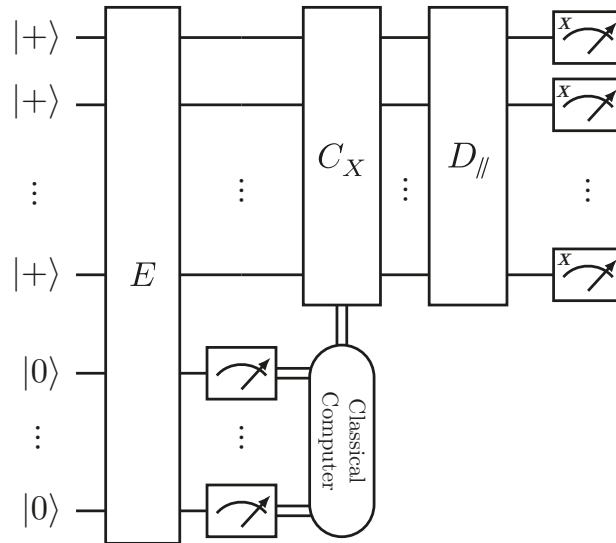 |+⟩
x
|+⟩
x
C_X
D_{//}
|+⟩
E
x
|0⟩
|0⟩
Classical
Computer